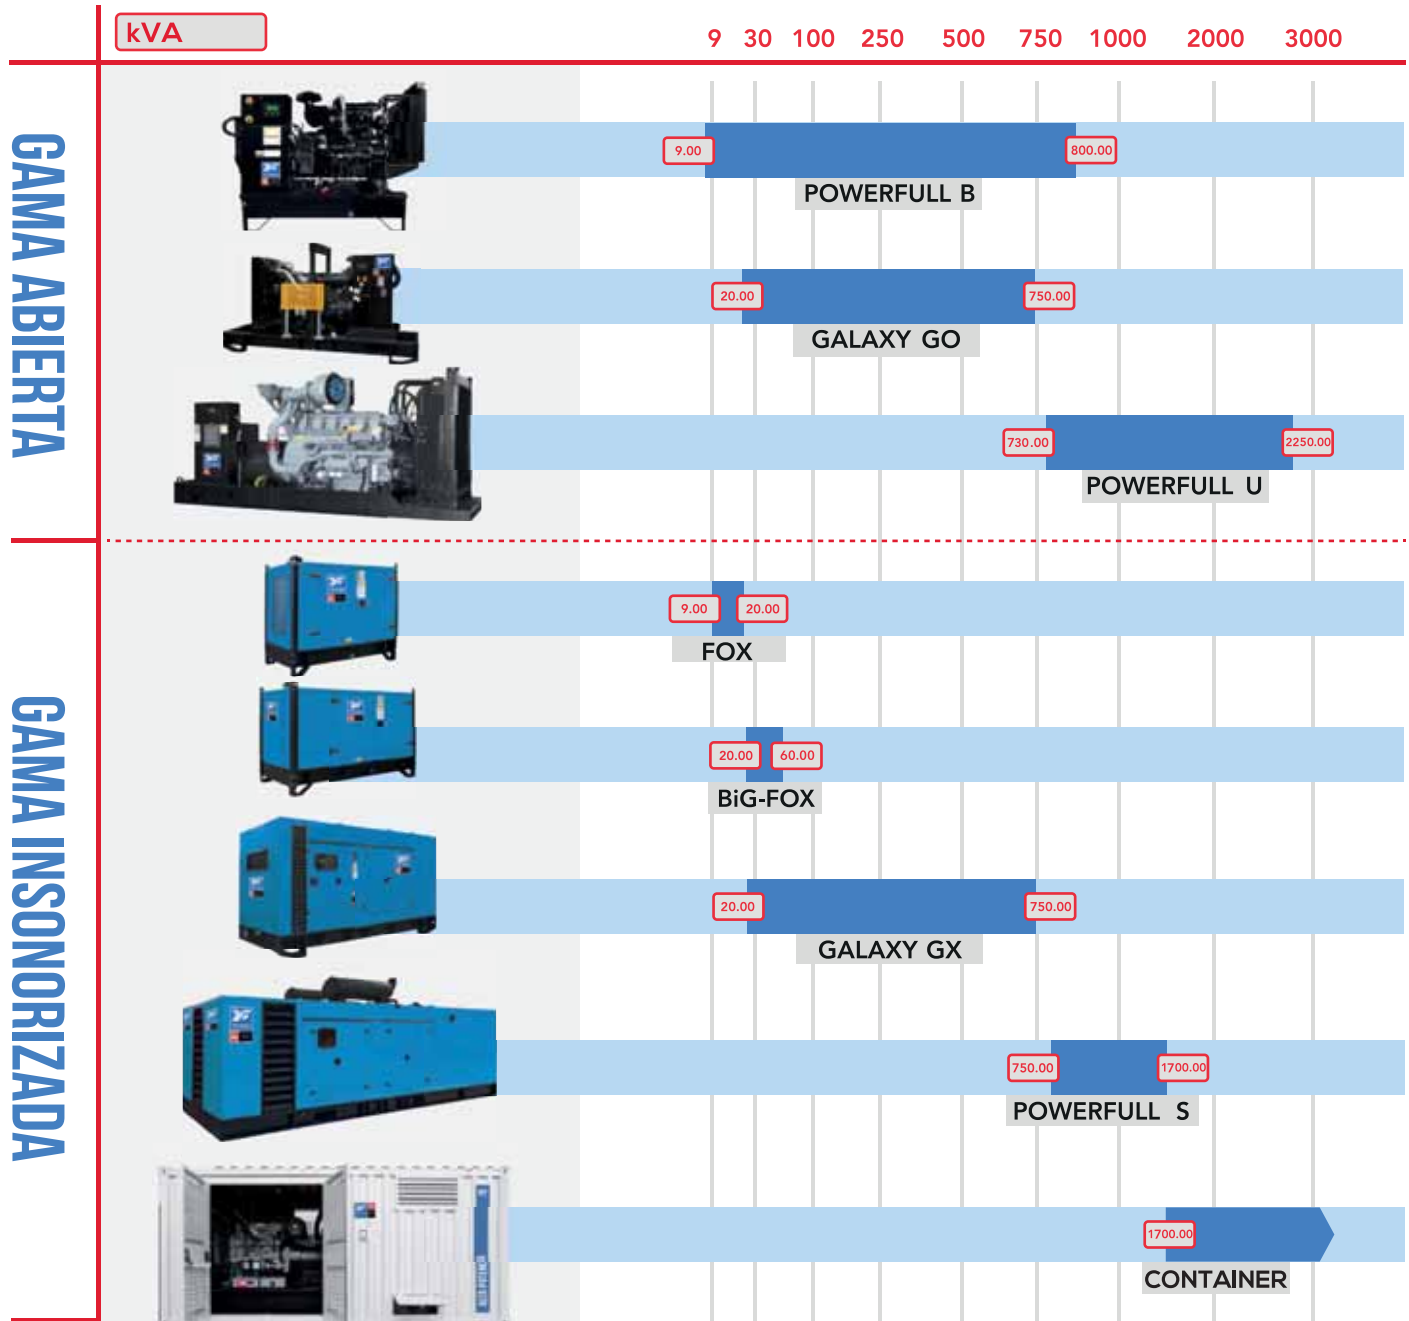 kVA
9 30 100 250 500 750 1000 2000 3000
GAMA ABIERTA
9.00 800.00
POWERFULL B
20.00 750.00
GALAXY GO
730.00 2250.00
POWERFULL U
GAMA INSONORIZADA
9.00 20.00
FOX
20.00 60.00
BiG-FOX
20.00 750.00
GALAXY GX
750.00 1700.00
POWERFULL S
1700.00
CONTAINER